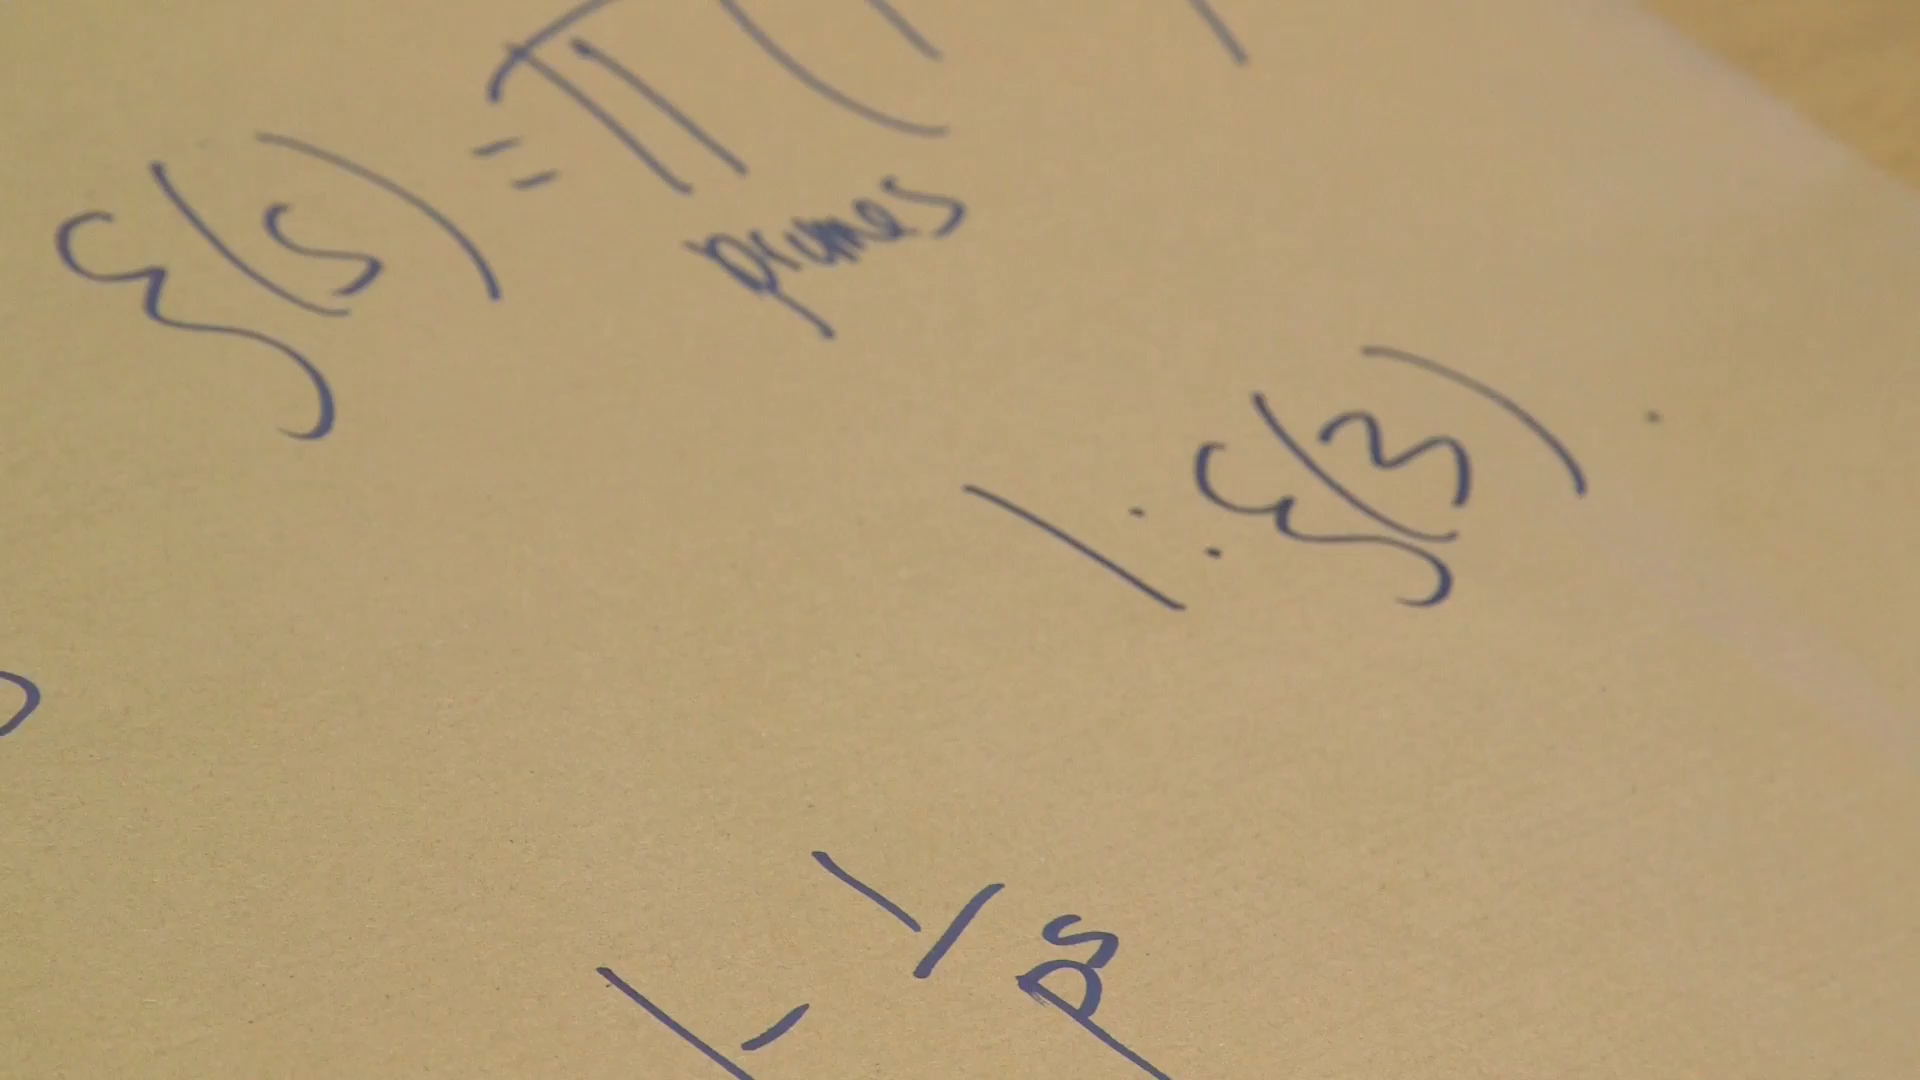 ζ(s) = Π (
primes
1 : ζ(3)
1 - 1/p^s